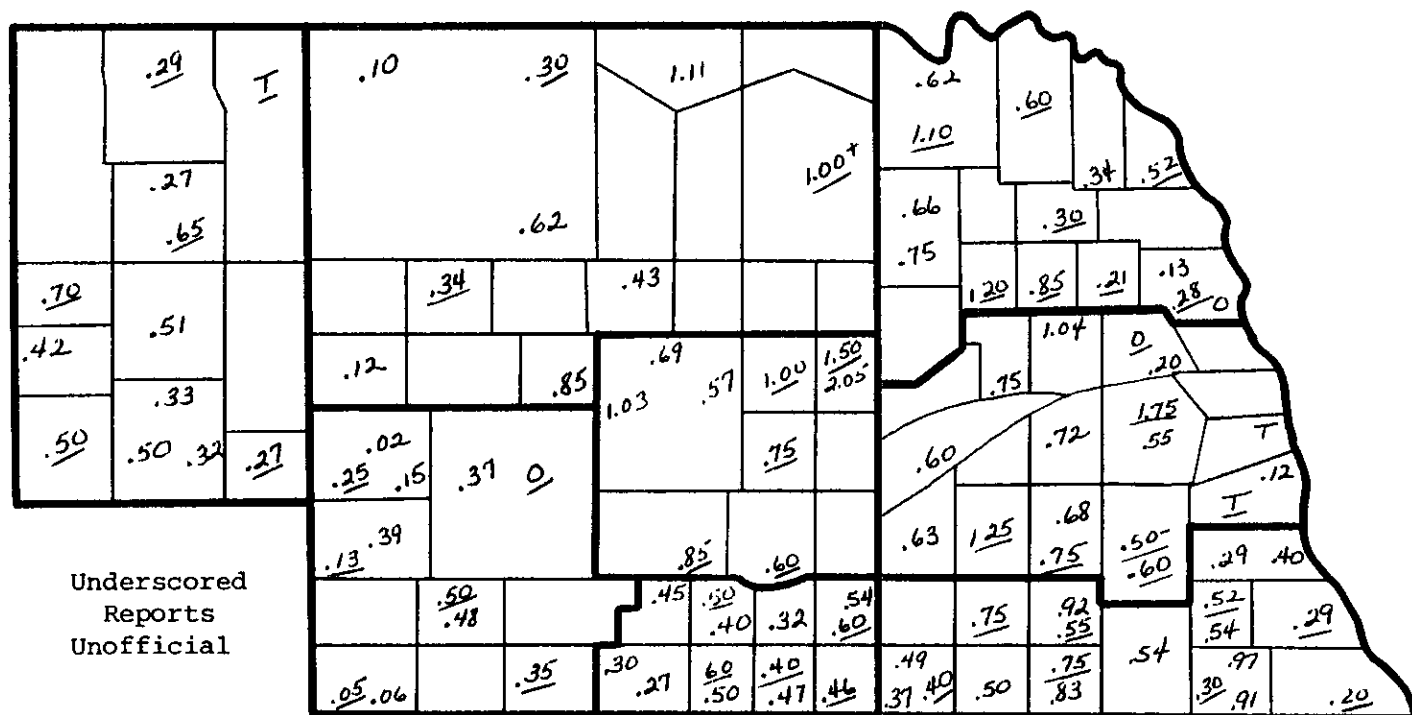 .29 T .10 .30 1.11 .62 .60
1.10
1.00+ .34 .52
.27
.65 .62 .66 .30
.75
.70 .34 .43 1.20 .85 .21 .13
.28 0
.51
.42 .12 .85 .69 1.00 1.50 1.04 0
.57 2.05 .75 .20
.33 1.03
.50 .50 .32 .27 .02 .75 .60 .72 1.75 T
.25 .15 .37 0 .55
.12
.39 .63 1.25 .68 T
.13 .85 .60 .75 .50-
.60 .29 .40
Underscored
Reports
Unofficial
.50 .45 .50 .32 .54 .75 .92 .52 .29
.48 .40 .60 .55 .54
.35 .30 .60 .40 .49 .50 .75 .54 .97
.05 .06 .27 .50 .47 .46 .37 .40 .83 .30 .91 .20